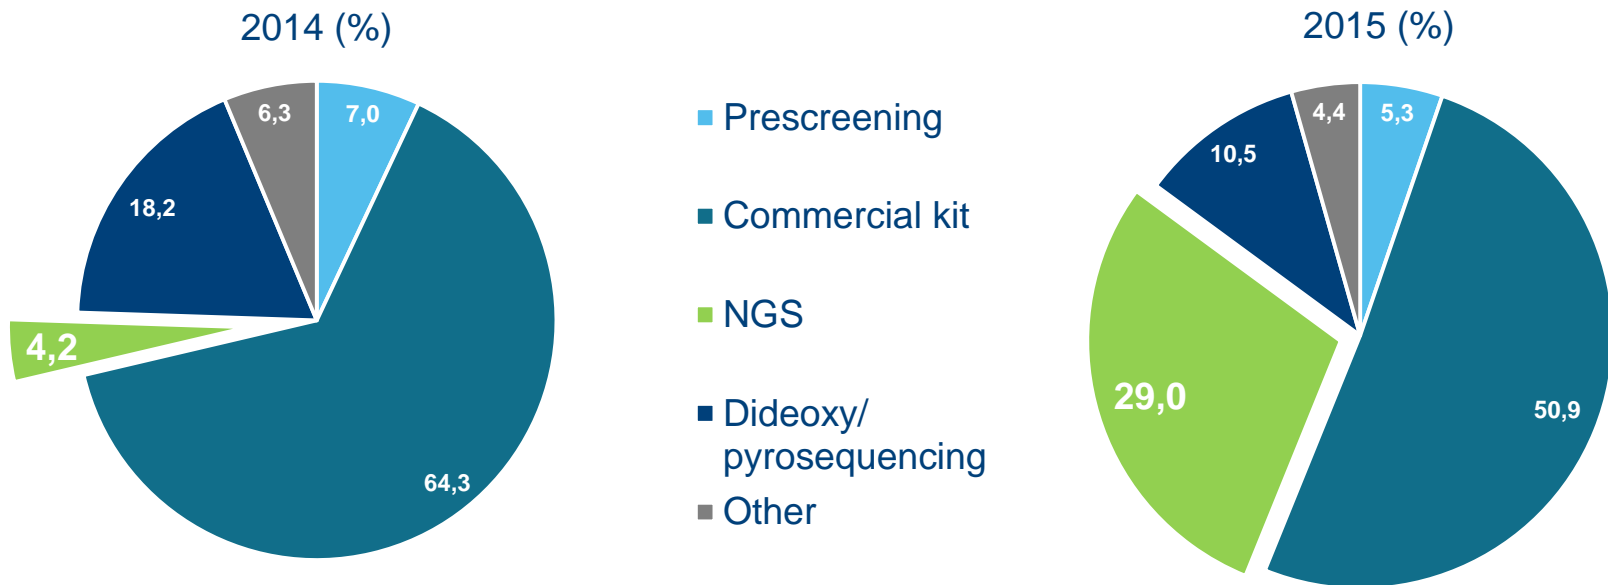 2014 (%)
6,3
7,0
18,2
4,2
64,3
Prescreening
Commercial kit
NGS
Dideoxy/
pyrosequencing
Other
2015 (%)
4,4
5,3
10,5
29,0
50,9